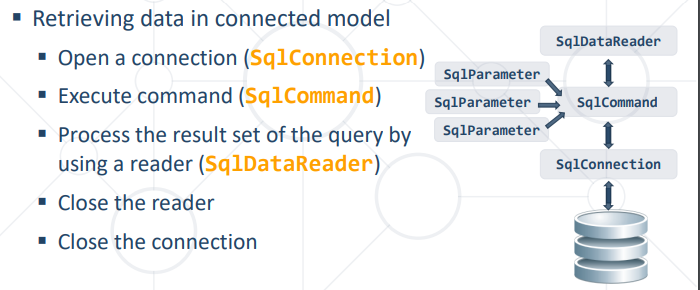 Retrieving data in connected model
Open a connection (SqlConnection)
Execute command (SqlCommand)
Process the result set of the query by
using a reader (SqlDataReader)
Close the reader
Close the connection
SqlDataReader
SqlParameter
SqlParameter
SqlParameter
SqlCommand
SqlConnection